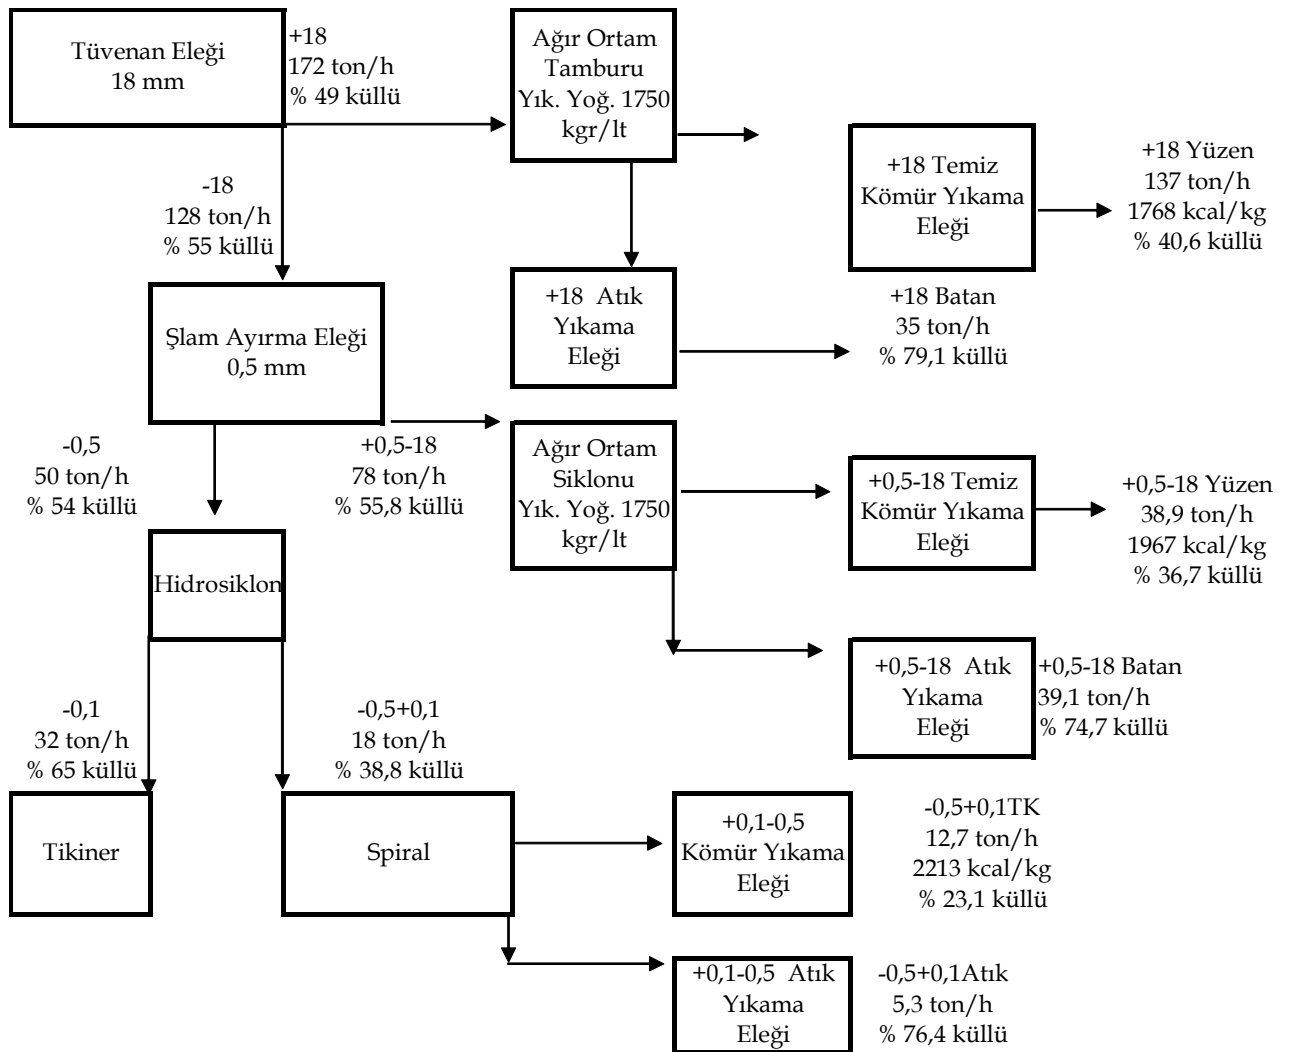 Tüvenan Eleği
18 mm
+18
172 ton/h
% 49 küllü
Ağır Ortam
Tamburu
Yık. Yoğ. 1750
kgr/lt
+18 Temiz
Kömür Yıkama
Eleği
+18 Yüzen
137 ton/h
1768 kcal/kg
% 40,6 küllü
-18
128 ton/h
% 55 küllü
+18 Atık
Yıkama
Eleği
+18 Batan
35 ton/h
% 79,1 küllü
Şlam Ayırma Eleği
0,5 mm
-0,5
50 ton/h
% 54 küllü
+0,5-18
78 ton/h
% 55,8 küllü
Ağır Ortam
Siklonu
Yık. Yoğ. 1750
kgr/lt
+0,5-18 Temiz
Kömür Yıkama
Eleği
+0,5-18 Yüzen
38,9 ton/h
1967 kcal/kg
% 36,7 küllü
Hidrosiklon
+0,5-18 Atık
Yıkama
Eleği
+0,5-18 Batan
39,1 ton/h
% 74,7 küllü
-0,1
32 ton/h
% 65 küllü
-0,5+0,1
18 ton/h
% 38,8 küllü
Tikiner
Spiral
+0,1-0,5
Kömür Yıkama
Eleği
-0,5+0,1TK
12,7 ton/h
2213 kcal/kg
% 23,1 küllü
+0,1-0,5 Atık
Yıkama
Eleği
-0,5+0,1Atık
5,3 ton/h
% 76,4 küllü